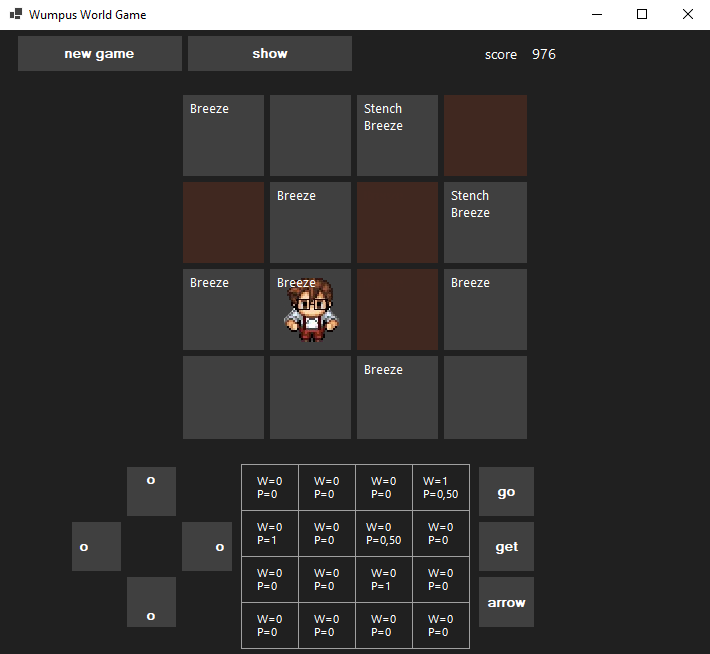 Wumpus World Game
new game
show
score 976
Breeze
Stench
Breeze
Breeze
Stench
Breeze
Breeze
Breeze
Breeze
Breeze
o
o
o
o
W=0
P=0
W=0
P=0
W=0
P=0
W=1
P=0,50
W=0
P=1
W=0
P=0
W=0
P=0,50
W=0
P=0
W=0
P=0
W=0
P=0
W=0
P=1
W=0
P=0
W=0
P=0
W=0
P=0
W=0
P=0
W=0
P=0
go
get
arrow